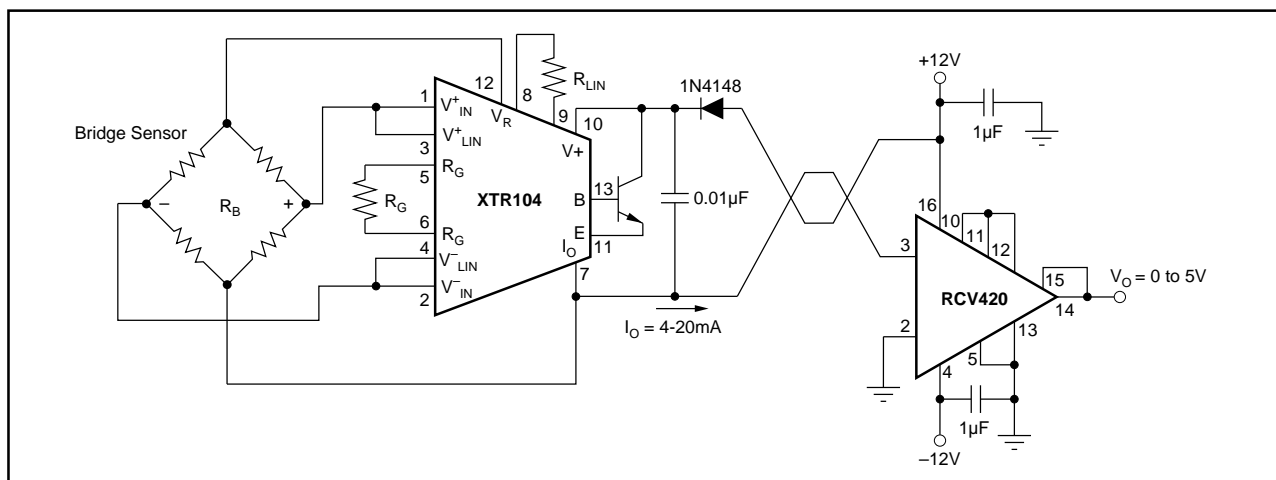 Bridge Sensor
R_B
–
+
R_G
1
3
5
6
4
2
V⁺_IN
V⁺_LIN
R_G
R_G
V⁻_LIN
V⁻_IN
12
V_R
8
R_LIN
9
10
V+
XTR104
B
13
E
11
I_O
7
0.01µF
1N4148
I_O = 4-20mA
+12V
1µF
16
10
11
12
3
2
RCV420
15
14
13
5
4
V_O = 0 to 5V
1µF
–12V